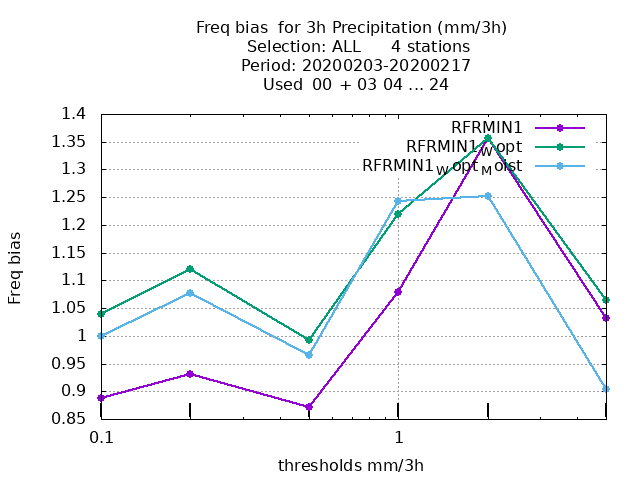 Freq bias  for 3h Precipitation (mm/3h)
Selection: ALL      4 stations
Period: 20200203-20200217
Used  00 + 03 04 ... 24
RFRMIN1
RFRMIN1Wopt
RFRMIN1WoptMoist
1.4
1.35
1.3
1.25
1.2
1.15
1.1
1.05
1
0.95
0.9
0.85
Freq bias
0.1 1
thresholds mm/3h